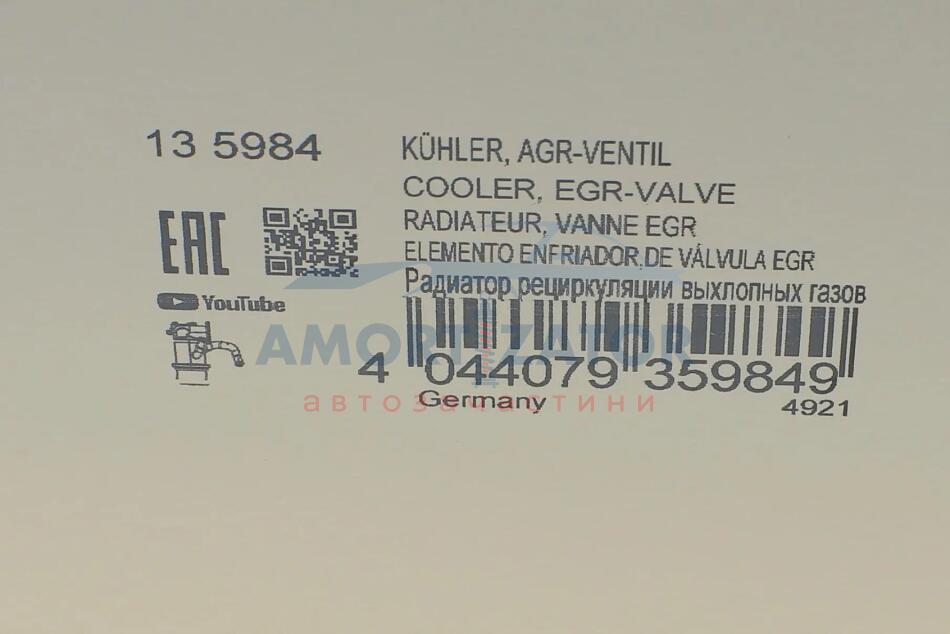 13 5984
KÜHLER, AGR-VENTIL
COOLER, EGR-VALVE
RADIATEUR, VANNE EGR
ELEMENTO ENFRIADOR,DE VÁLVULA EGR
Радиатор рециркуляции выхлопных газов
EAC
YouTube
AMORTIZATOR
4 044079 359849
автозапчастини
Germany
4921